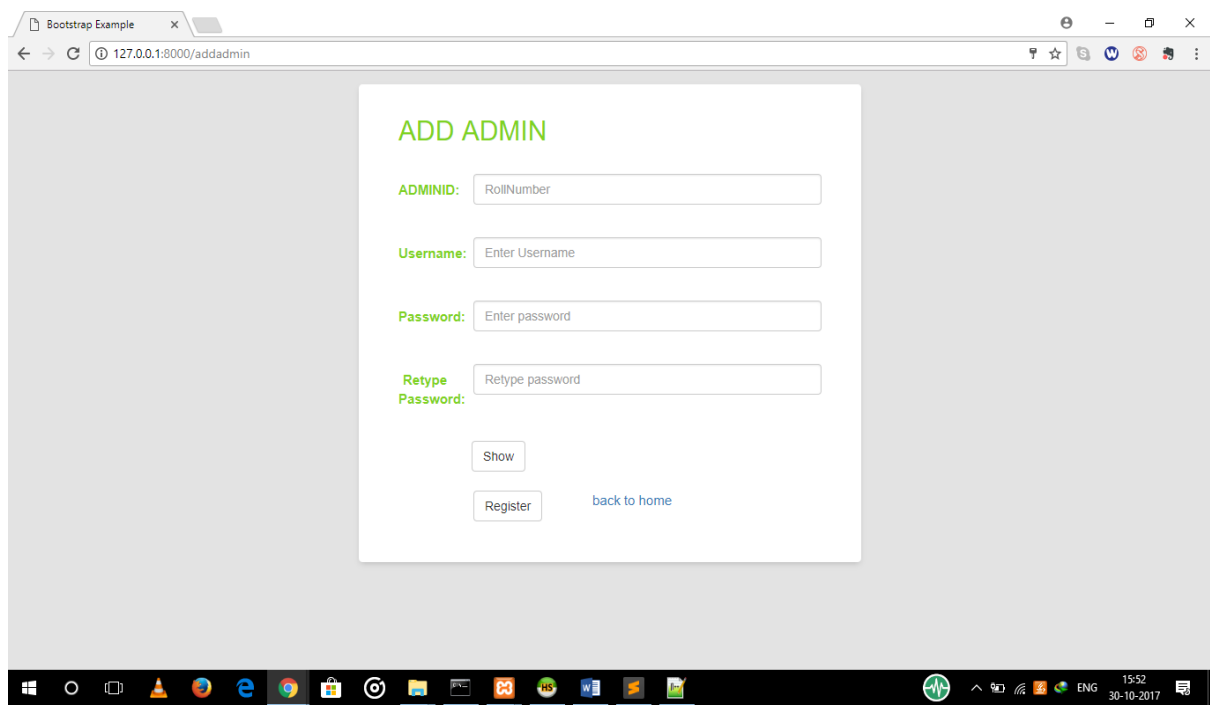 Bootstrap Example
127.0.0.1:8000/addadmin
ADD ADMIN
ADMINID:
RollNumber
Username:
Enter Username
Password:
Enter password
Retype
Password:
Retype password
Show
Register
back to home
ENG
15:52
30-10-2017